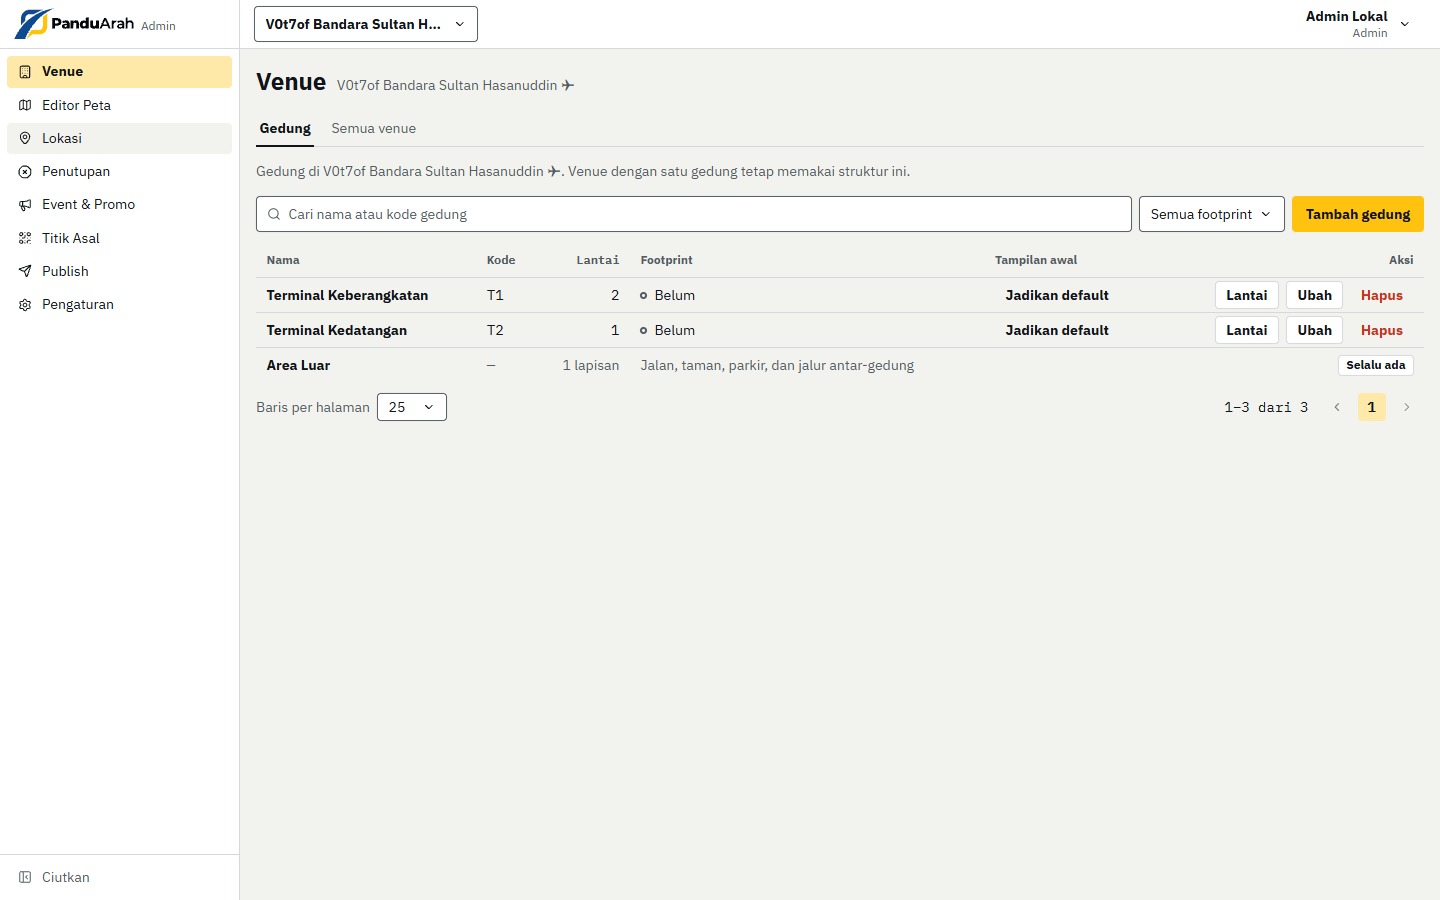 PanduArah Admin
V0t7of Bandara Sultan H...
Admin Lokal
Admin
Venue
Editor Peta
Lokasi
Penutupan
Event & Promo
Titik Asal
Publish
Pengaturan
Ciutkan
Venue V0t7of Bandara Sultan Hasanuddin ✈
Gedung Semua venue
Gedung di V0t7of Bandara Sultan Hasanuddin ✈. Venue dengan satu gedung tetap memakai struktur ini.
Cari nama atau kode gedung Semua footprint Tambah gedung
Nama Kode Lantai Footprint Tampilan awal Aksi
Terminal Keberangkatan T1 2 Belum Jadikan default Lantai Ubah Hapus
Terminal Kedatangan T2 1 Belum Jadikan default Lantai Ubah Hapus
Area Luar — 1 lapisan Jalan, taman, parkir, dan jalur antar-gedung Selalu ada
Baris per halaman 25 1–3 dari 3 1